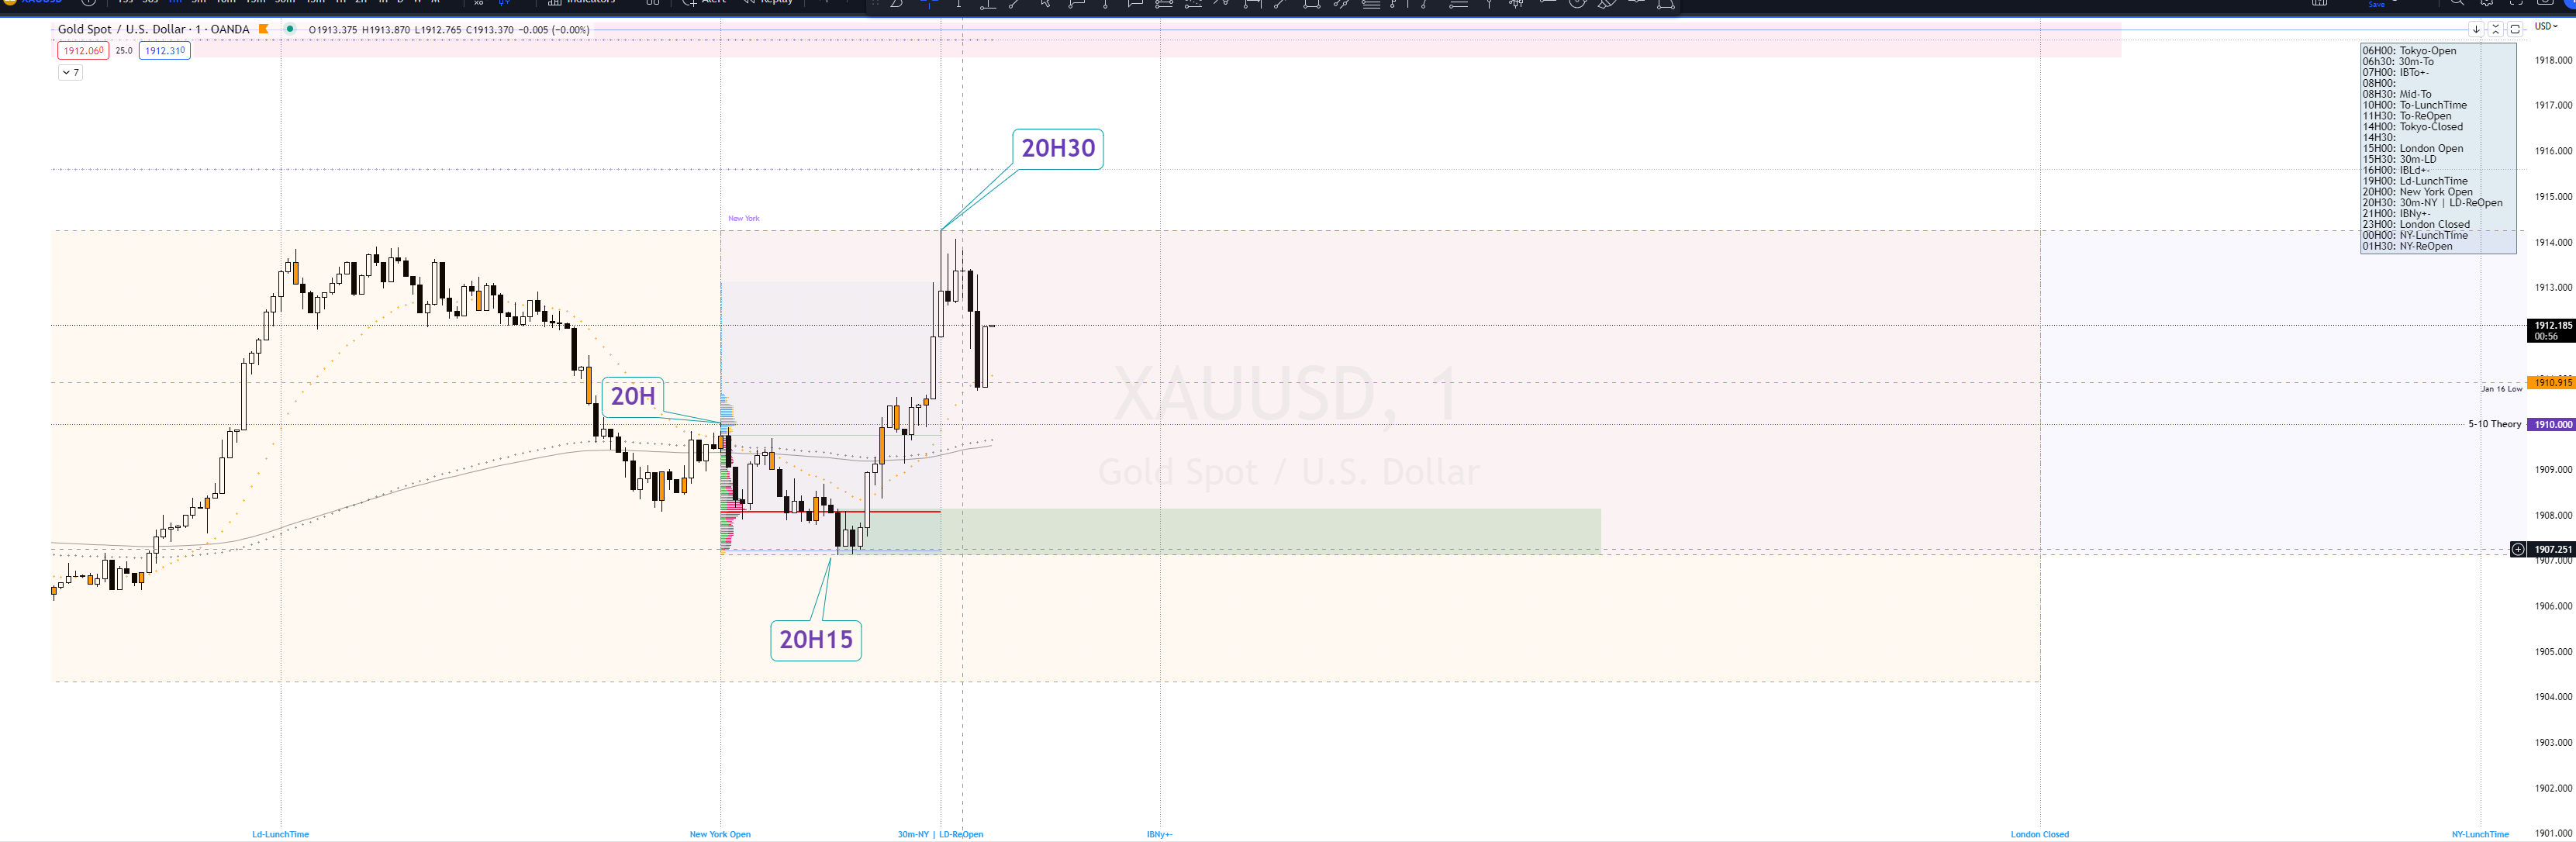 Indicators
Alert
Replay
Save
Gold Spot / U.S. Dollar · 1 · OANDA
O1913.375 H1913.870 L1912.765 C1913.370 −0.005 (−0.00%)
1912.060 25.0 1912.310
7
USD
06H00: Tokyo-Open
06h30: 30m-To
07H00: IBTo+-
08H00:
08H30: Mid-To
10H00: To-LunchTime
11H30: To-ReOpen
14H00: Tokyo-Closed
14H30:
15H00: London Open
15H30: 30m-LD
16H00: IBLd+-
19H00: Ld-LunchTime
20H00: New York Open
20H30: 30m-NY | LD-ReOpen
21H00: IBNy+-
23H00: London Closed
00H00: NY-LunchTime
01H30: NY-ReOpen
1918.000
1917.000
1916.000
1915.000
1914.000
1913.000
1912.185
00:56
1910.915
Jan 16 Low
5-10 Theory
1910.000
1909.000
1908.000
1907.251
1907.000
1906.000
1905.000
1904.000
1903.000
1902.000
1901.000
20H30
New York
20H
20H15
XAUUSD, 1
Gold Spot / U.S. Dollar
Ld-LunchTime
New York Open
30m-NY | LD-ReOpen
IBNy+-
London Closed
NY-LunchTime